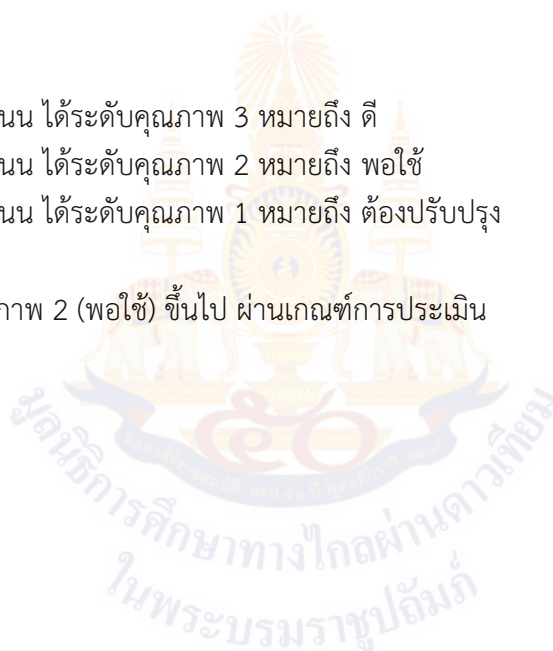 นน ได้ระดับคุณภาพ 3 หมายถึง ดี
นน ได้ระดับคุณภาพ 2 หมายถึง พอใช้
นน ได้ระดับคุณภาพ 1 หมายถึง ต้องปรับปรุง
ภาพ 2 (พอใช้) ขึ้นไป ผ่านเกณฑ์การประเมิน
๕๐
มูลนิธิการศึกษาทางไกลผ่านดาวเทียม
ในพระบรมราชูปถัมภ์